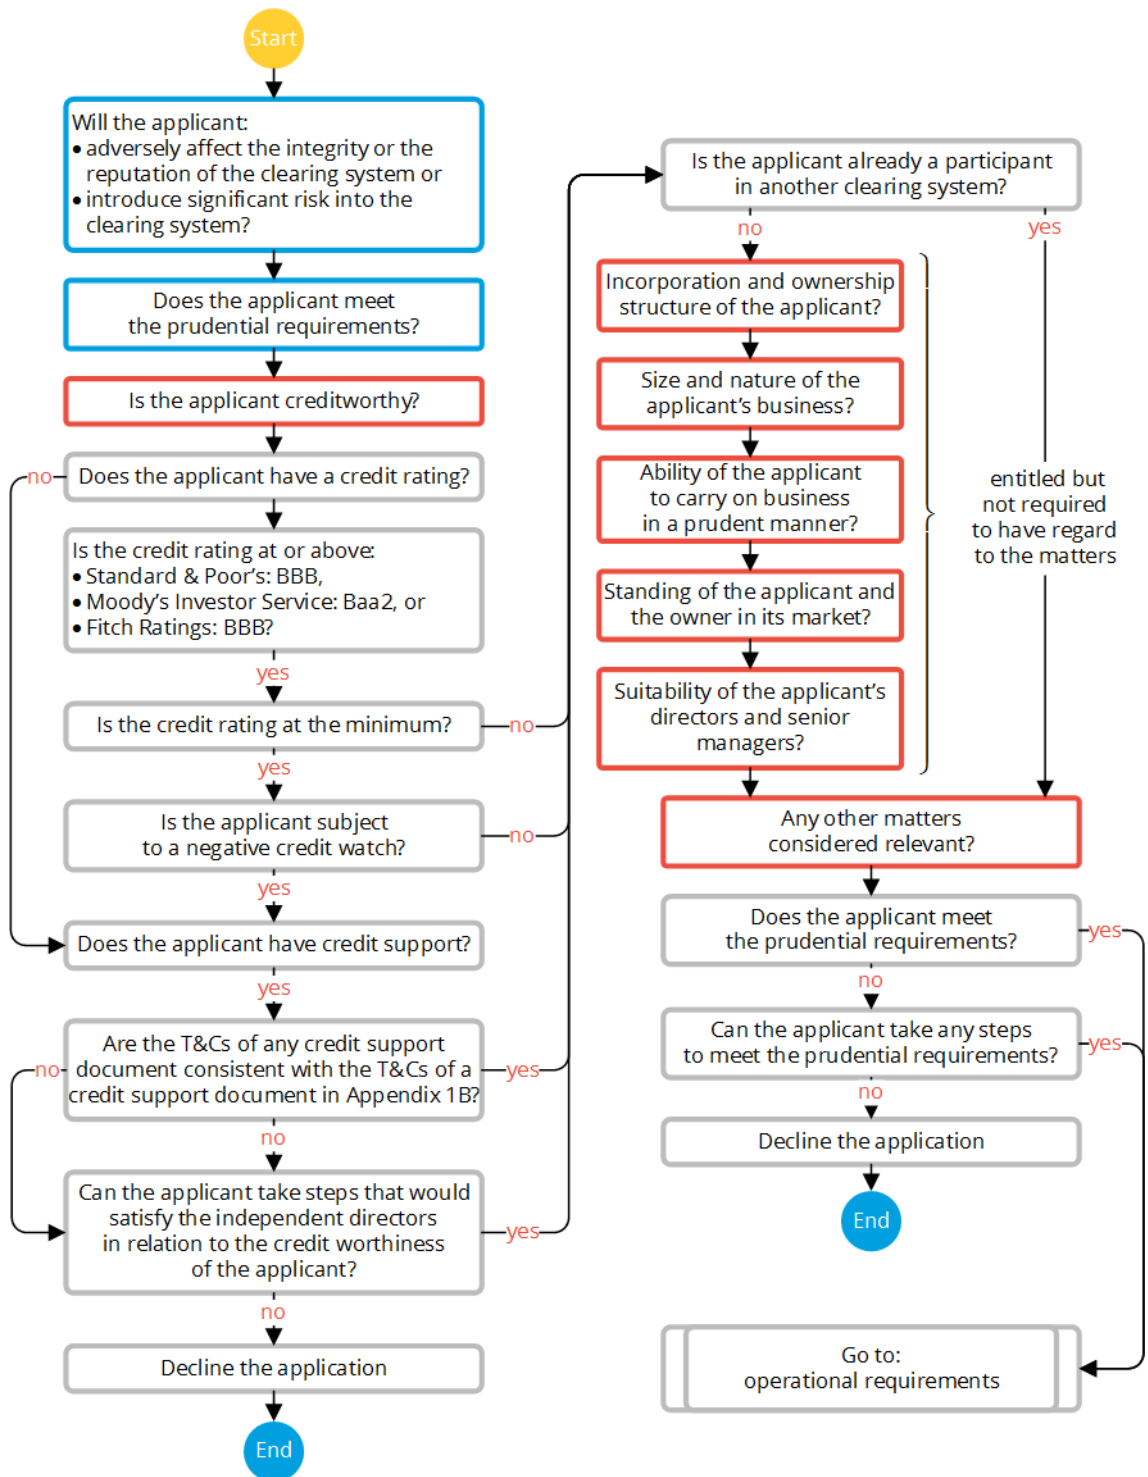 Start
Will the applicant:
• adversely affect the integrity or the
reputation of the clearing system or
• introduce significant risk into the
clearing system?
Does the applicant meet
the prudential requirements?
Is the applicant creditworthy?
no
Does the applicant have a credit rating?
Is the credit rating at or above:
• Standard & Poor's: BBB,
• Moody's Investor Service: Baa2, or
• Fitch Ratings: BBB?
yes
Is the credit rating at the minimum?
no
yes
Is the applicant subject
to a negative credit watch?
no
yes
Does the applicant have credit support?
yes
Are the T&Cs of any credit support
document consistent with the T&Cs of a
credit support document in Appendix 1B?
no
yes
no
Can the applicant take steps that would
satisfy the independent directors
in relation to the credit worthiness
of the applicant?
yes
no
Decline the application
End
Is the applicant already a participant
in another clearing system?
no
yes
Incorporation and ownership
structure of the applicant?
Size and nature of the
applicant's business?
Ability of the applicant
to carry on business
in a prudent manner?
Standing of the applicant and
the owner in its market?
Suitability of the applicant's
directors and senior
managers?
entitled but
not required
to have regard
to the matters
Any other matters
considered relevant?
Does the applicant meet
the prudential requirements?
yes
no
Can the applicant take any steps
to meet the prudential requirements?
yes
no
Decline the application
End
Go to:
operational requirements